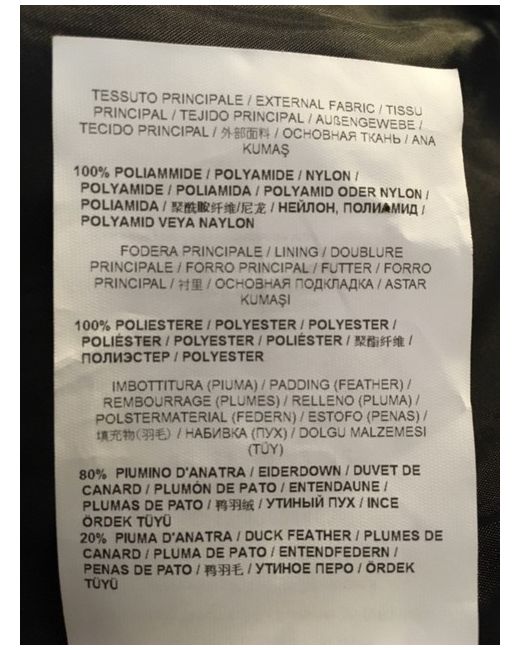 TESSUTO PRINCIPALE / EXTERNAL FABRIC / TISSU
PRINCIPAL / TEJIDO PRINCIPAL / AUßENGEWEBE /
TECIDO PRINCIPAL / 外部面料 / ОСНОВНАЯ ТКАНЬ / ANA
KUMAŞ
100% POLIAMMIDE / POLYAMIDE / NYLON /
POLYAMIDE / POLIAMIDA / POLYAMID ODER NYLON /
POLIAMIDA / 聚酰胺纤维/尼龙 / НЕЙЛОН, ПОЛИАМИД /
POLYAMID VEYA NAYLON
FODERA PRINCIPALE / LINING / DOUBLURE
PRINCIPALE / FORRO PRINCIPAL / FUTTER / FORRO
PRINCIPAL / 衬里 / ОСНОВНАЯ ПОДКЛАДКА / ASTAR
KUMAŞI
100% POLIESTERE / POLYESTER / POLYESTER /
POLIÉSTER / POLYESTER / POLIÉSTER / 聚酯纤维 /
ПОЛИЭСТЕР / POLYESTER
IMBOTTITURA (PIUMA) / PADDING (FEATHER) /
REMBOURRAGE (PLUMES) / RELLENO (PLUMA) /
POLSTERMATERIAL (FEDERN) / ESTOFO (PENAS) /
填充物(羽毛) / НАБИВКА (ПУХ) / DOLGU MALZEMESI
(TÜY)
80% PIUMINO D'ANATRA / EIDERDOWN / DUVET DE
CANARD / PLUMÓN DE PATO / ENTENDAUNE /
PLUMAS DE PATO / 鸭羽绒 / УТИНЫЙ ПУХ / INCE
ÖRDEK TÜYÜ
20% PIUMA D'ANATRA / DUCK FEATHER / PLUMES DE
CANARD / PLUMA DE PATO / ENTENDFEDERN /
PENAS DE PATO / 鸭羽毛 / УТИНОЕ ПЕРО / ÖRDEK
TÜYÜ